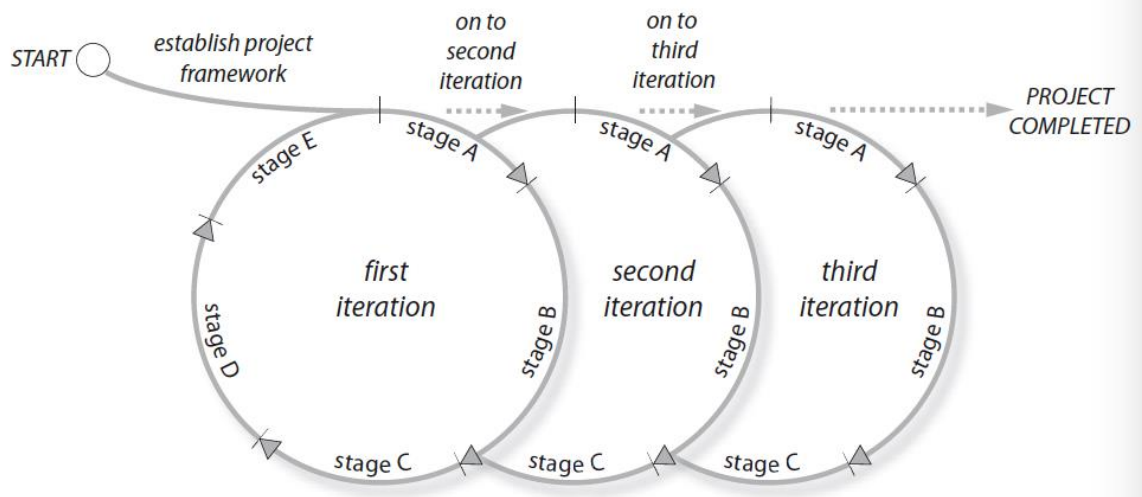 START
establish project
framework
on to
second
iteration
on to
third
iteration
PROJECT
COMPLETED
stage E
stage A
stage A
stage A
first
iteration
second
iteration
third
iteration
stage D
stage B
stage B
stage B
stage C
stage C
stage C